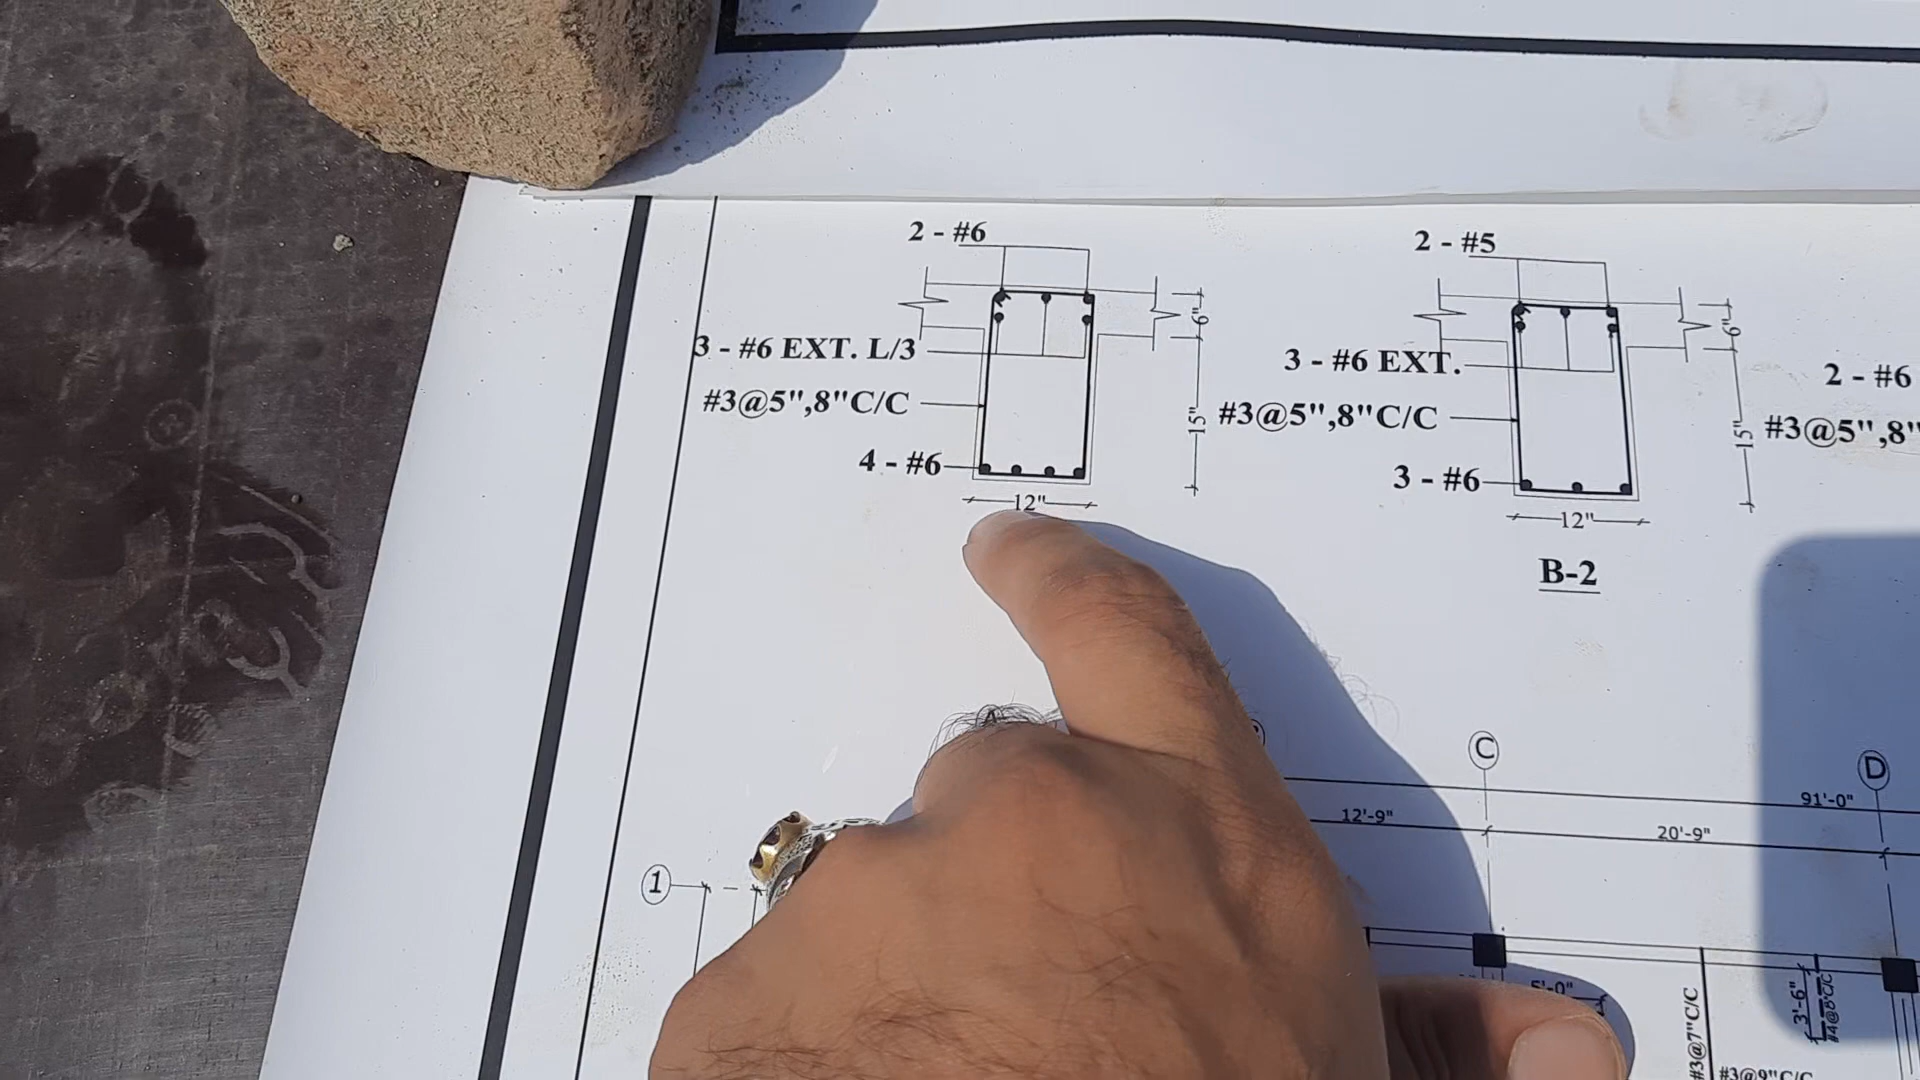 2 - #6
3 - #6 EXT. L/3
#3@5",8"C/C
4 - #6
6"
15"
12"
2 - #5
3 - #6 EXT.
#3@5",8"C/C
3 - #6
6"
15"
12"
B-2
2 - #6
#3@5",8"
C
D
91'-0"
12'-9"
20'-9"
1
5'-0"
3'-6"
#4@8"C/C
#3@7"C/C
#3@9"C/C